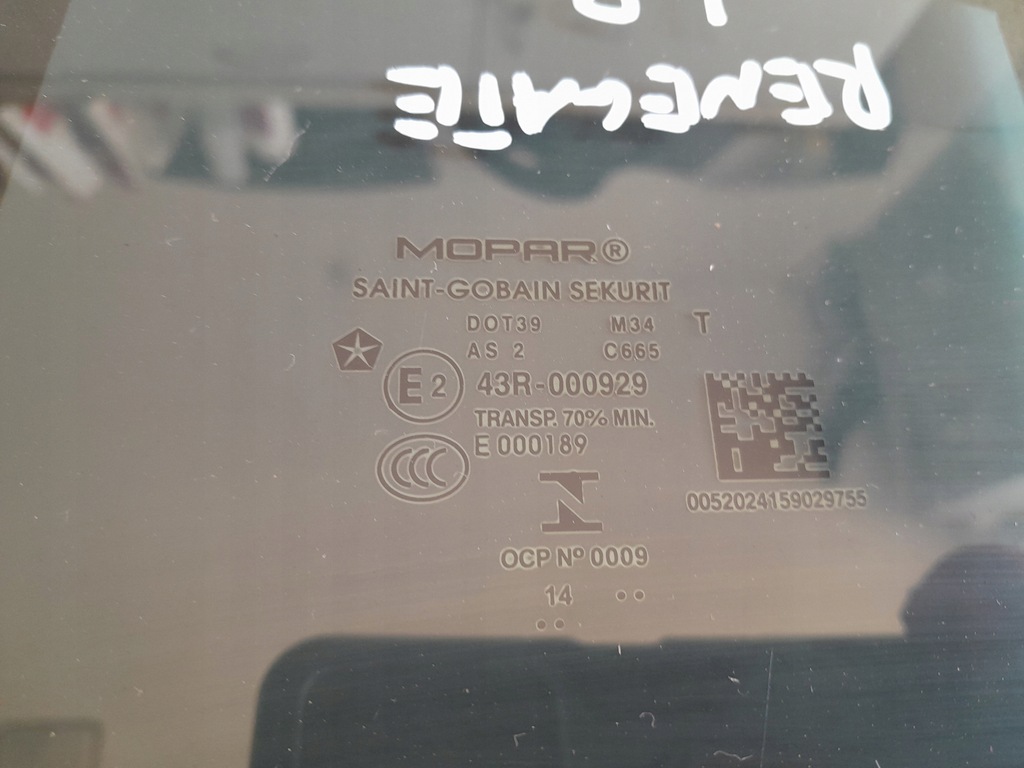 RENEGATE
MOPAR®
SAINT-GOBAIN SEKURIT
DOT39 M34 T
AS 2 C665
E2 43R-000929
TRANSP. 70% MIN.
E 000189
CCC
0052024159029755
OCP Nº 0009
14 ..
..